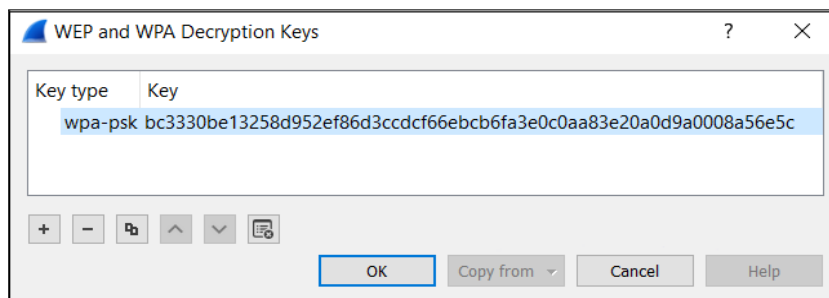 WEP and WPA Decryption Keys ?
Key type Key
wpa-psk bc3330be13258d952ef86d3ccdcf66ebcb6fa3e0c0aa83e20a0d9a0008a56e5c
OK Copy from Cancel Help